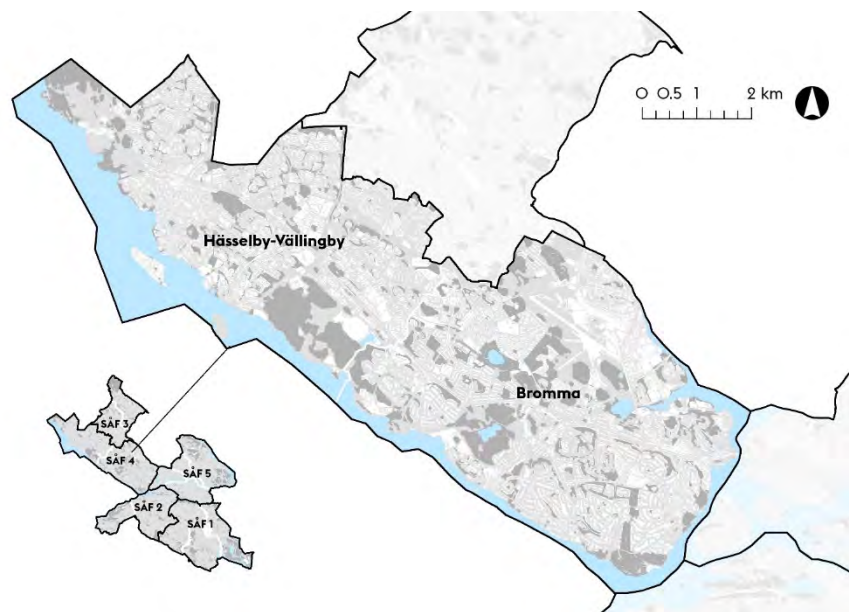 0 0.5 1 2 km
Hässelby-Vällingby
Bromma
SÅF 3
SÅF 4
SÅF 5
SÅF 2
SÅF 1